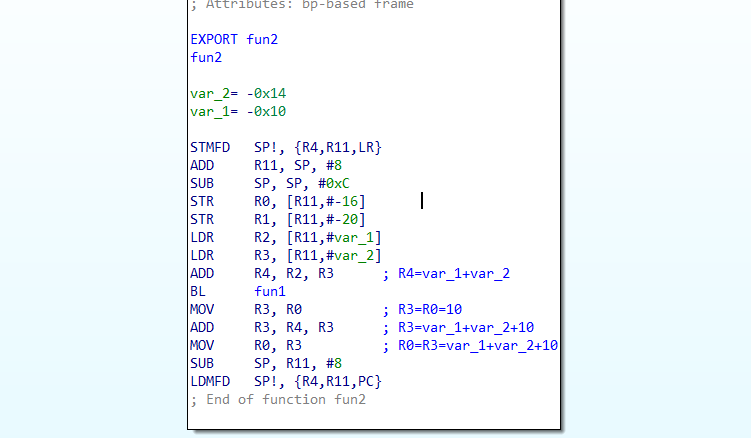 ; Attributes: bp-based frame
EXPORT fun2
fun2
var_2= -0x14
var_1= -0x10
STMFD SP!, {R4,R11,LR}
ADD R11, SP, #8
SUB SP, SP, #0xC
STR R0, [R11,#-16]
STR R1, [R11,#-20]
LDR R2, [R11,#var_1]
LDR R3, [R11,#var_2]
ADD R4, R2, R3 ; R4=var_1+var_2
BL fun1
MOV R3, R0 ; R3=R0=10
ADD R3, R4, R3 ; R3=var_1+var_2+10
MOV R0, R3 ; R0=R3=var_1+var_2+10
SUB SP, R11, #8
LDMFD SP!, {R4,R11,PC}
; End of function fun2